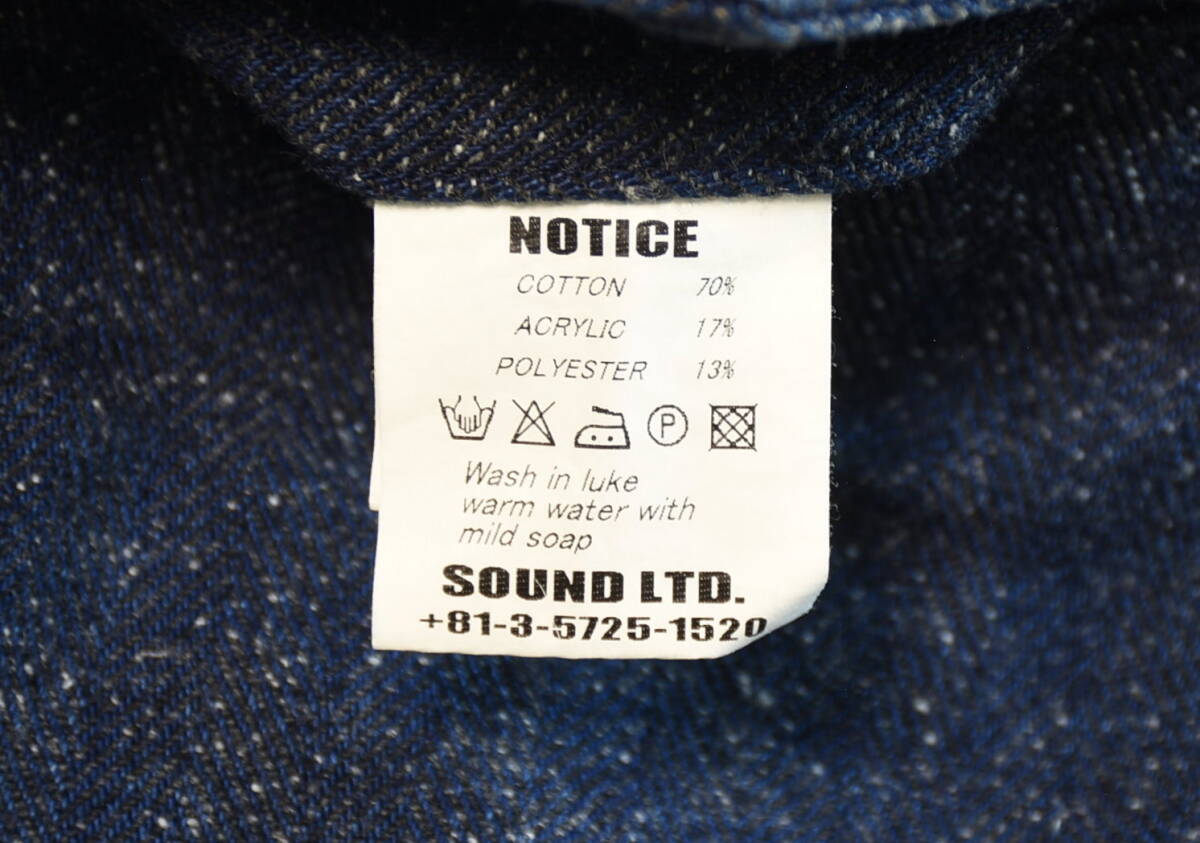 NOTICE
COTTON 70%
ACRYLIC 17%
POLYESTER 13%
P
Wash in luke
warm water with
mild soap
SOUND LTD.
+81-3-5725-1520